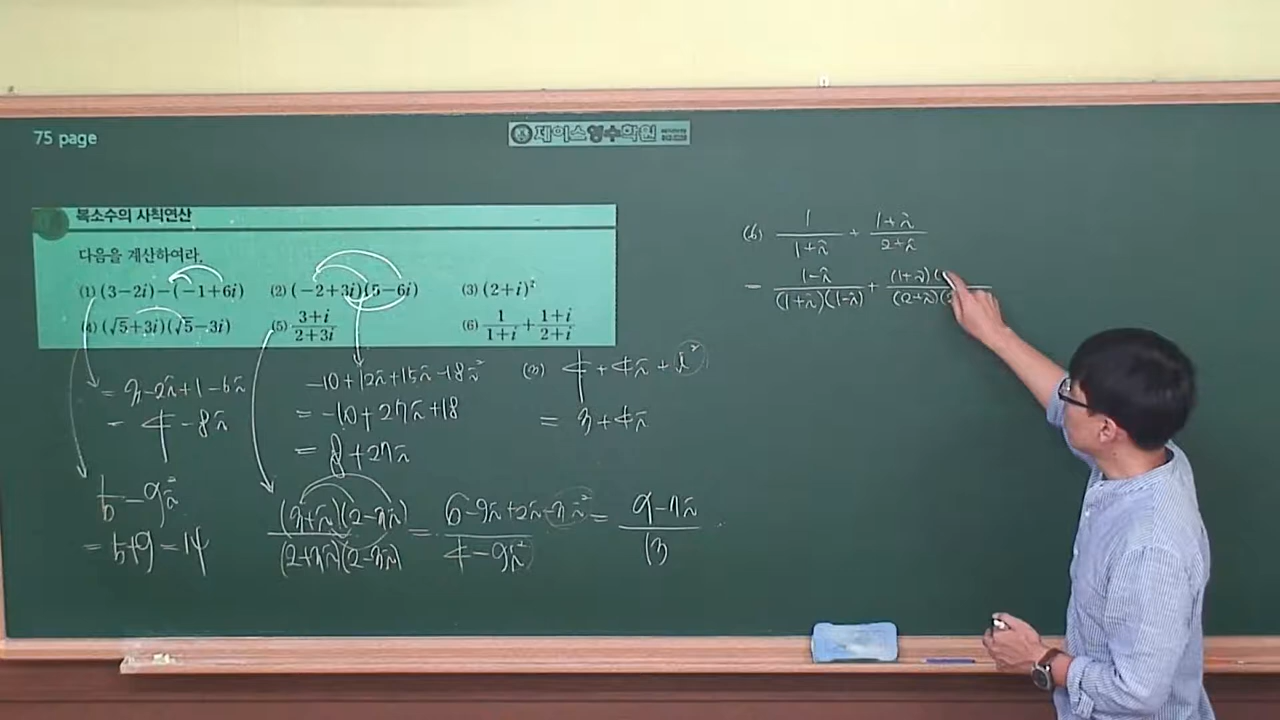 75 page
제이스영수학원
복소수의 사칙연산
다음을 계산하여라.
(1) (3−2i)−(−1+6i) (2) (−2+3i)(5−6i) (3) (2+i)²
(4) (√5+3i)(√5−3i) (5) (3+i)/(2+3i) (6) 1/(1+i) + (1+i)/(2+i)
= 3-2i+1-6i
= 4-8i
5-9i²
= 5+9 = 14
-10+12i+15i-18i²
= -10+27i+18
= 8+27i
(3+i)(2-3i)/(2+3i)(2-3i) = (6-9i+2i-3i²)/(4-9i²) = (9-7i)/13
(3) 4+4i+i²
= 3+4i
(6) 1/(1+i) + (1+i)/(2+i)
= (1-i)/(1+i)(1-i) + (1+i)(/(2+i)(